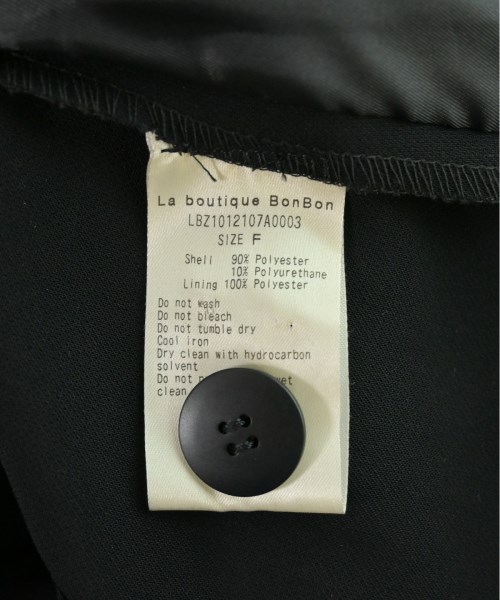 La boutique BonBon
LBZ1012107A0003
SIZE F
Shell 90% Polyester
10% Polyurethane
Lining 100% Polyester
Do not wash
Do not bleach
Do not tumble dry
Cool iron
Dry clean with hydrocarbon
solvent
Do not
clean